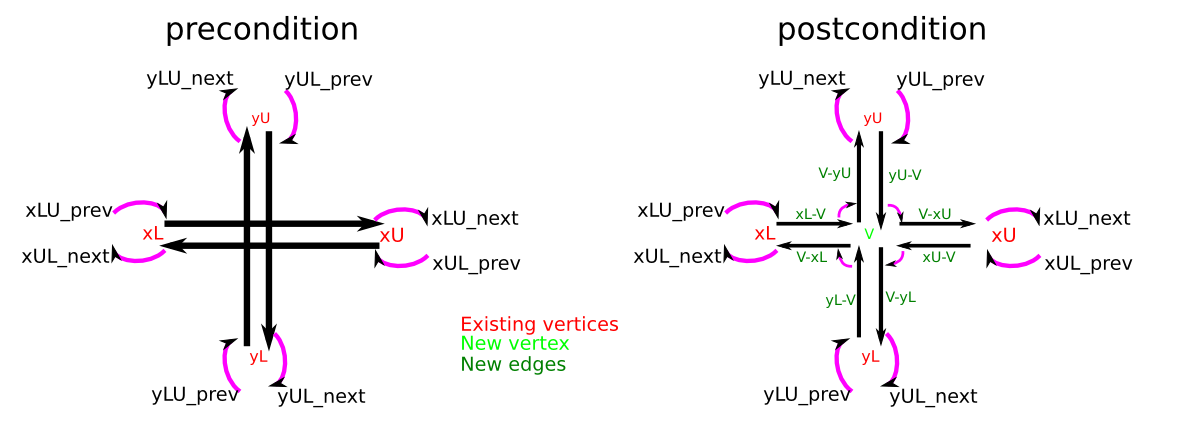 precondition
yLU_next
yUL_prev
yU
xLU_prev
xL
xUL_next
xLU_next
xU
xUL_prev
yL
yLU_prev
yUL_next
Existing vertices
New vertex
New edges
postcondition
yLU_next
yUL_prev
yU
V-yU
yU-V
xLU_prev
xL-V
V-xU
xLU_next
xL
V
xU
xUL_next
V-xL
xU-V
xUL_prev
yL-V
V-yL
yL
yLU_prev
yUL_next